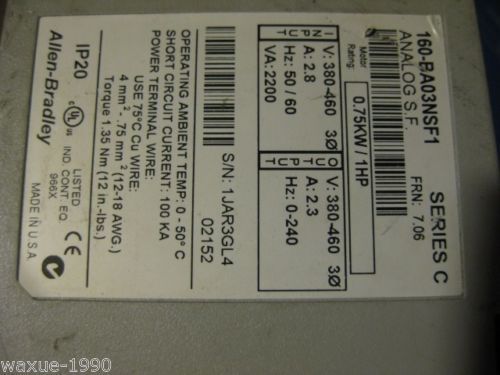 160-BA03NSF1 SERIES C
ANALOG S.F. FRN: 7.06
Motor Rating: 0.75KW / 1HP
INPUT
V: 380-460 3Ø
A: 2.8
Hz: 50 / 60
VA: 2200
OUTPUT
V: 380-460 3Ø
A: 2.3
Hz: 0-240
S/N: 1JAR3GL4 02152
OPERATING AMBIENT TEMP: 0 - 50° C
SHORT CIRCUIT CURRENT: 100 KA
POWER TERMINAL WIRE:
USE 75°C Cu WIRE:
4 mm² - .75 mm² (12-18 AWG.)
Torque 1.35 Nm (12 in.-lbs.)
IP20
c UL US LISTED
IND. CONT. EQ.
966X
CE
Allen-Bradley
MADE IN U.S.A.
waxue-1990